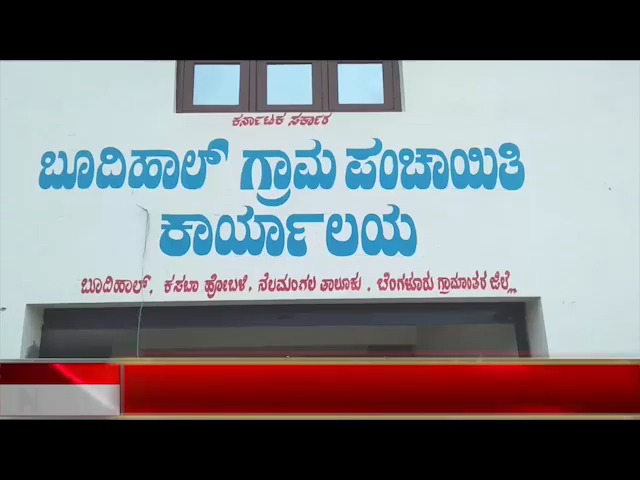 ಕರ್ನಾಟಕ ಸರ್ಕಾರ
ಬೂದಿಹಾಲ್ ಗ್ರಾಮ ಪಂಚಾಯಿತಿ
ಕಾರ್ಯಾಲಯ
ಬೂದಿಹಾಲ್, ಕಸಬಾ ಹೋಬಳಿ, ನೆಲಮಂಗಲ ತಾಲೂಕು, ಬೆಂಗಳೂರು ಗ್ರಾಮಾಂತರ ಜಿಲ್ಲೆ